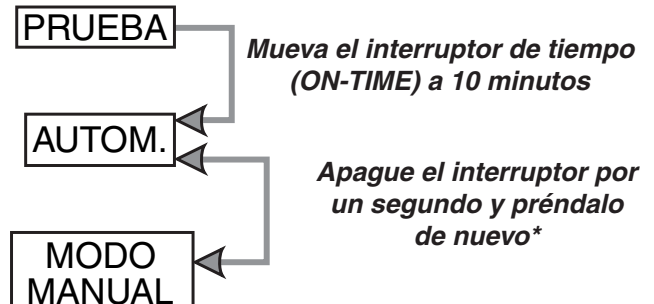 PRUEBA
Mueva el interruptor de tiempo
(ON-TIME) a 10 minutos
AUTOM.
Apague el interruptor por
un segundo y préndalo
de nuevo*
MODO
MANUAL